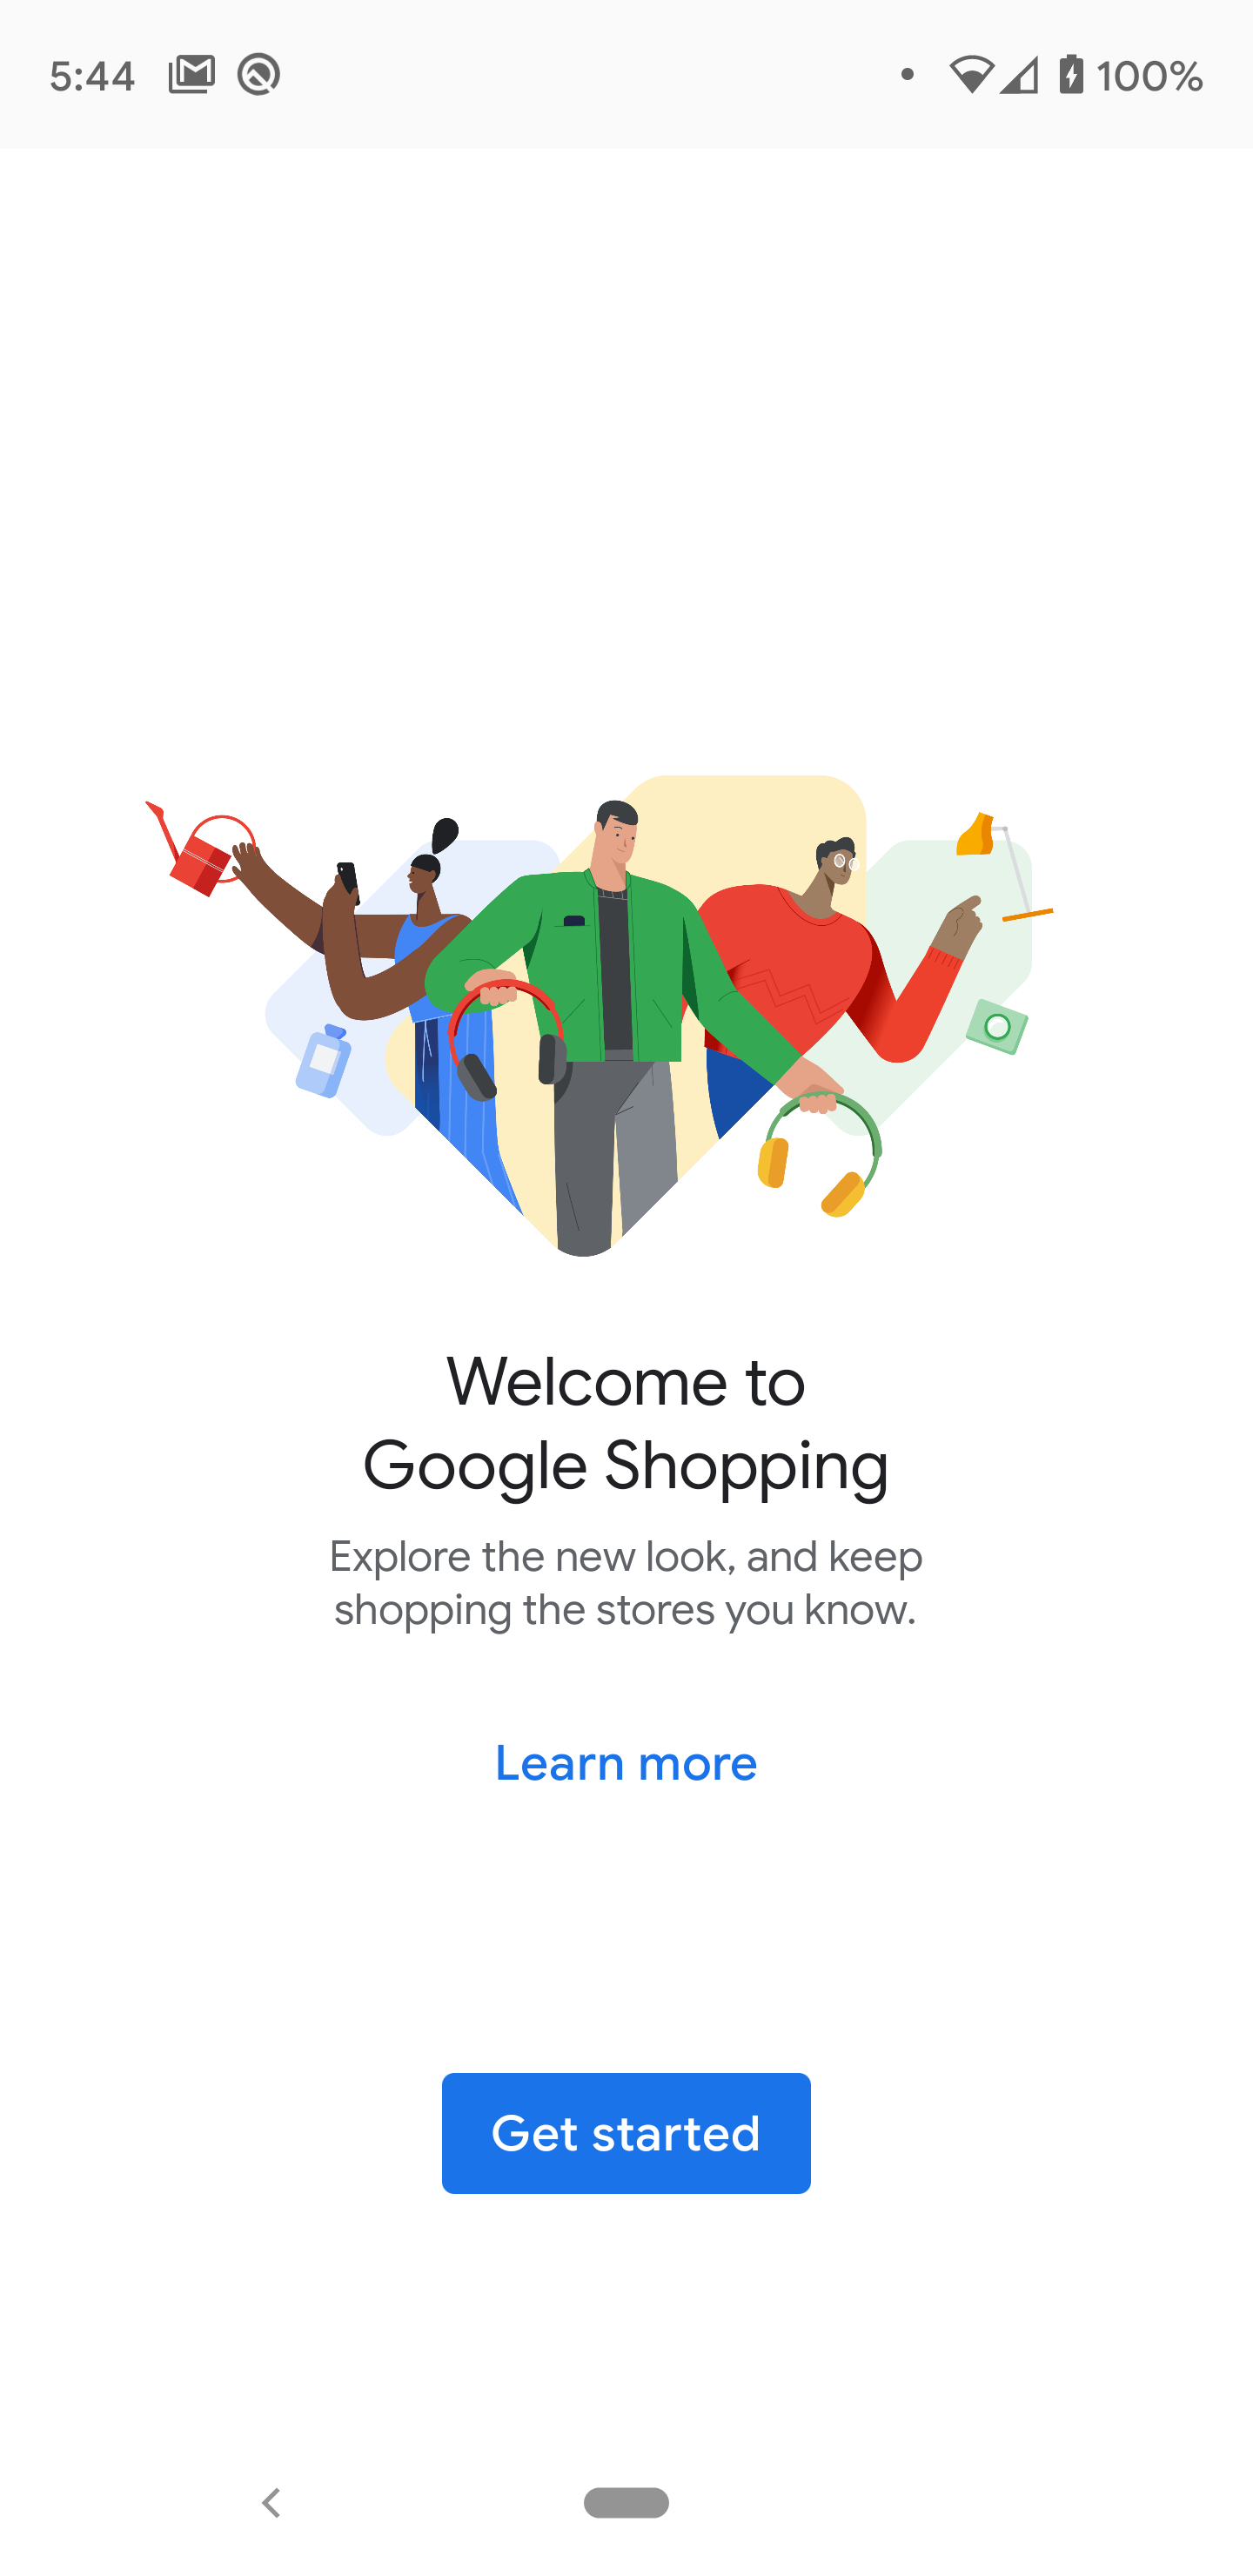 5:44 100%
Welcome to
Google Shopping
Explore the new look, and keep
shopping the stores you know.
Learn more
Get started